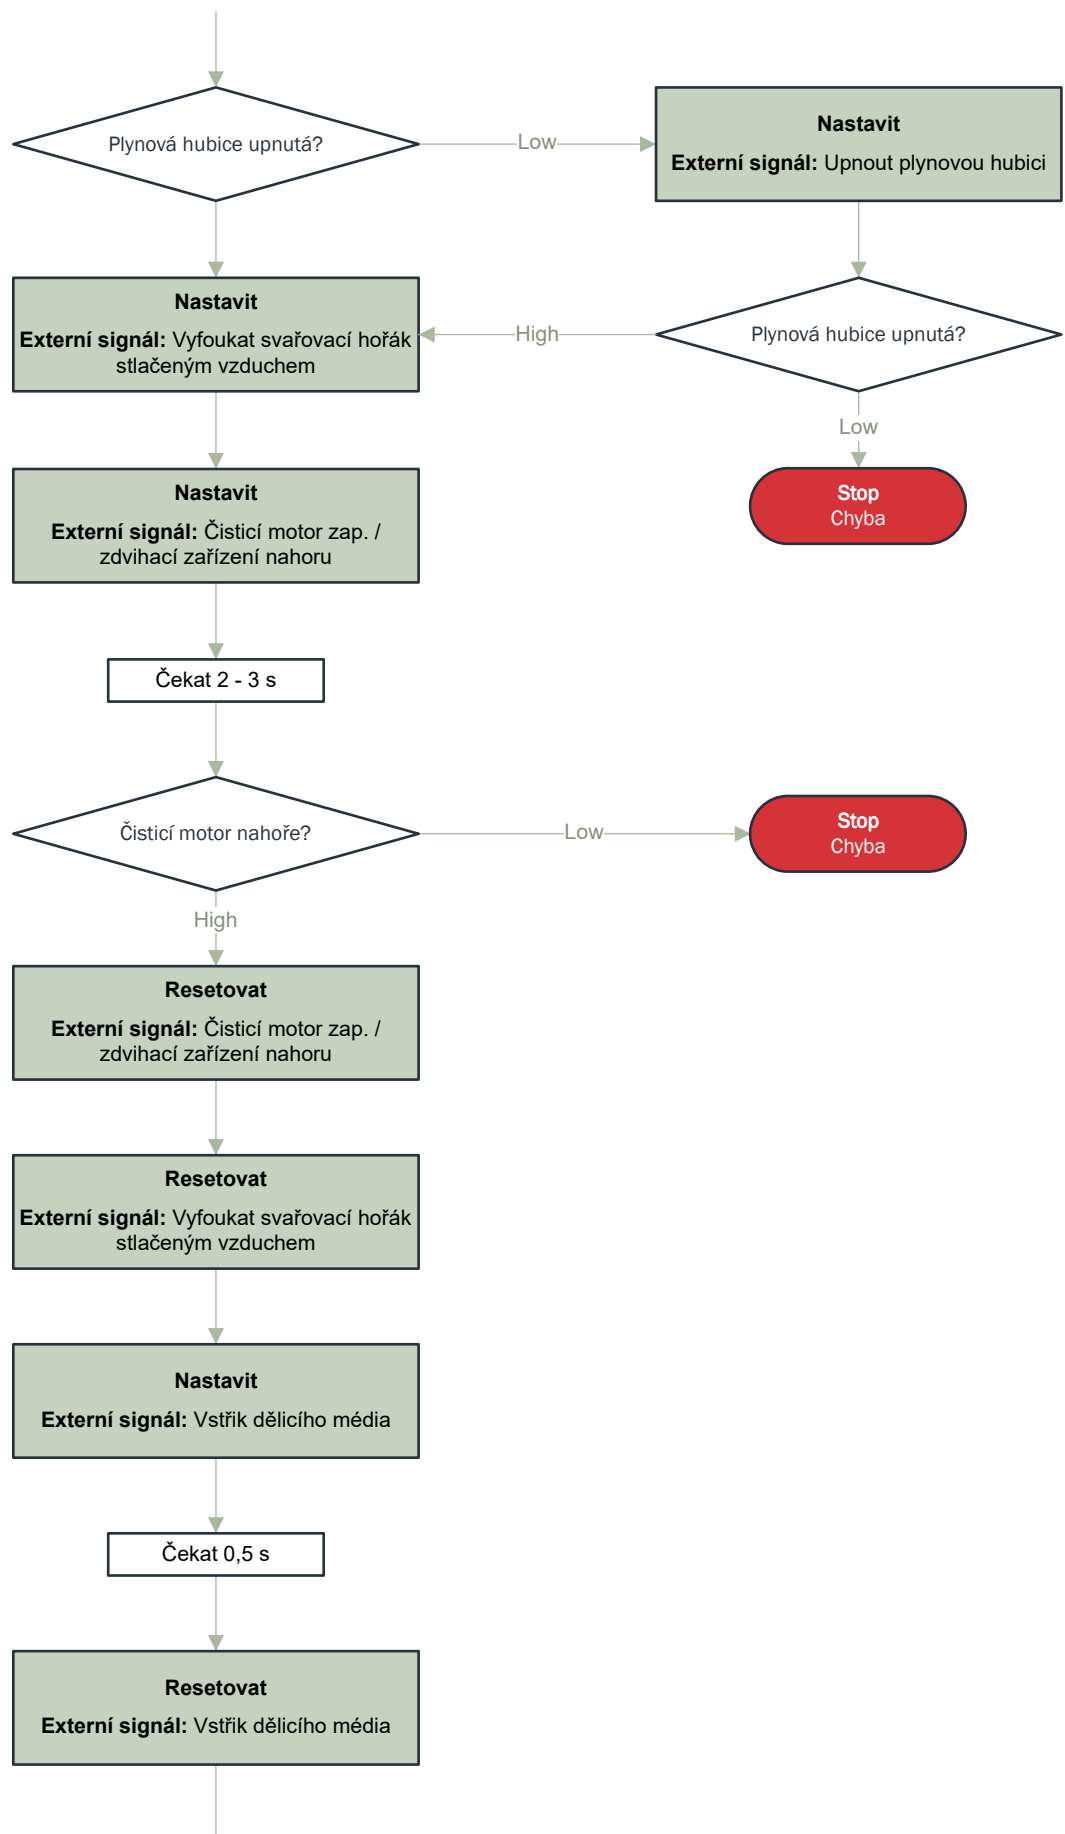 Plynová hubice upnutá?
Low
Nastavit
Externí signál: Upnout plynovou hubici
Nastavit
Externí signál: Vyfoukat svařovací hořák
stlačeným vzduchem
High
Plynová hubice upnutá?
Low
Stop
Chyba
Nastavit
Externí signál: Čisticí motor zap. /
zdvihací zařízení nahoru
Čekat 2 - 3 s
Čisticí motor nahoře?
Low
Stop
Chyba
High
Resetovat
Externí signál: Čisticí motor zap. /
zdvihací zařízení nahoru
Resetovat
Externí signál: Vyfoukat svařovací hořák
stlačeným vzduchem
Nastavit
Externí signál: Vstřik dělicího média
Čekat 0,5 s
Resetovat
Externí signál: Vstřik dělicího média